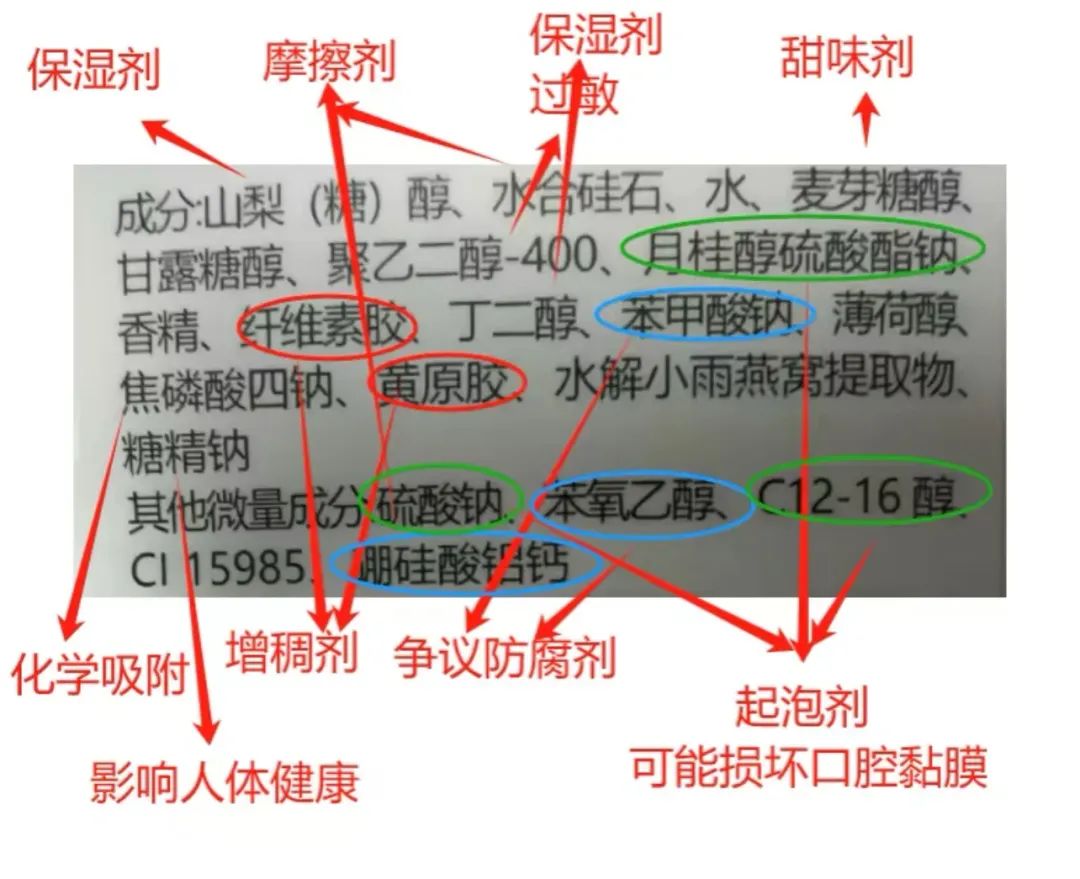 保湿剂
摩擦剂
保湿剂
过敏
甜味剂
成分:山梨（糖）醇、水合硅石、水、麦芽糖醇、
甘露糖醇、聚乙二醇-400、月桂醇硫酸酯钠、
香精、纤维素胶、丁二醇、苯甲酸钠、薄荷醇、
焦磷酸四钠、黄原胶、水解小雨燕窝提取物、
糖精钠
其他微量成分:硫酸钠、苯氧乙醇、C12-16 醇、
CI 15985、硼硅酸铝钙
化学吸附
增稠剂
争议防腐剂
起泡剂
可能损坏口腔黏膜
影响人体健康